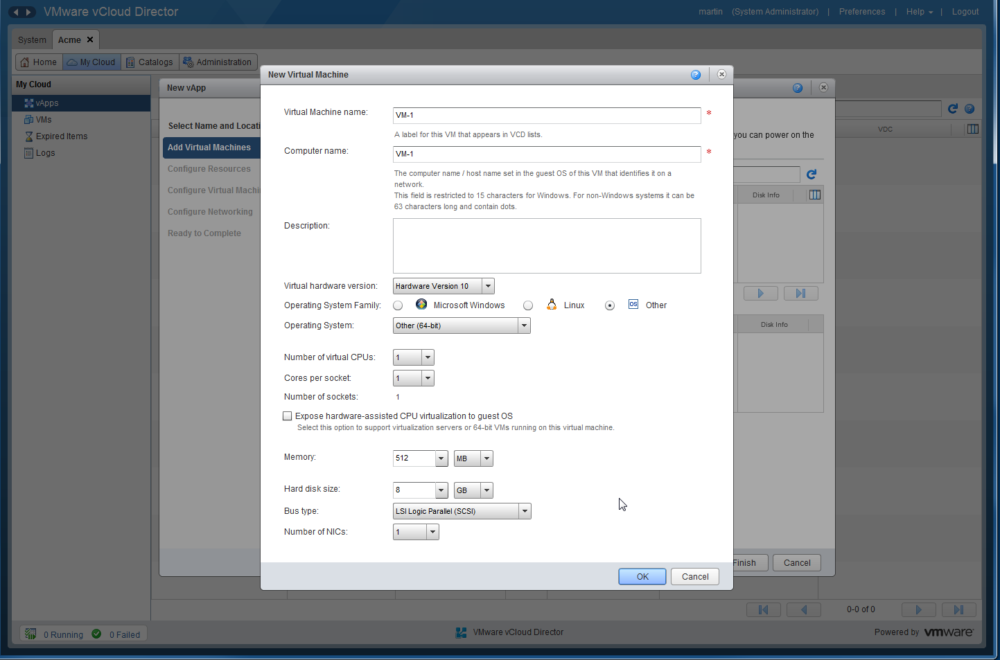 VMware vCloud Director
martin (System Administrator) | Preferences | Help | Logout
System
Acme
Home
My Cloud
Catalogs
Administration
My Cloud
vApps
VMs
Expired Items
Logs
New vApp
Select Name and Locati
Add Virtual Machines
Configure Resources
Configure Virtual Machi
Configure Networking
Ready to Complete
New Virtual Machine
Virtual Machine name:
VM-1 *
A label for this VM that appears in VCD lists.
Computer name:
VM-1 *
The computer name / host name set in the guest OS of this VM that identifies it on a
network.
This field is restricted to 15 characters for Windows. For non-Windows systems it can be
63 characters long and contain dots.
Description:
Virtual hardware version:
Hardware Version 10
Operating System Family:
Microsoft Windows
Linux
OS
Other
Operating System:
Other (64-bit)
Number of virtual CPUs:
1
Cores per socket:
1
Number of sockets:
1
Expose hardware-assisted CPU virtualization to guest OS
Select this option to support virtualization servers or 64-bit VMs running on this virtual machine.
Memory:
512
MB
Hard disk size:
8
GB
Bus type:
LSI Logic Parallel (SCSI)
Number of NICs:
1
OK
Cancel
you can power on the
Disk Info
Disk Info
Finish
Cancel
VDC
0-0 of 0
0 Running
0 Failed
VMware vCloud Director
Powered by vmware